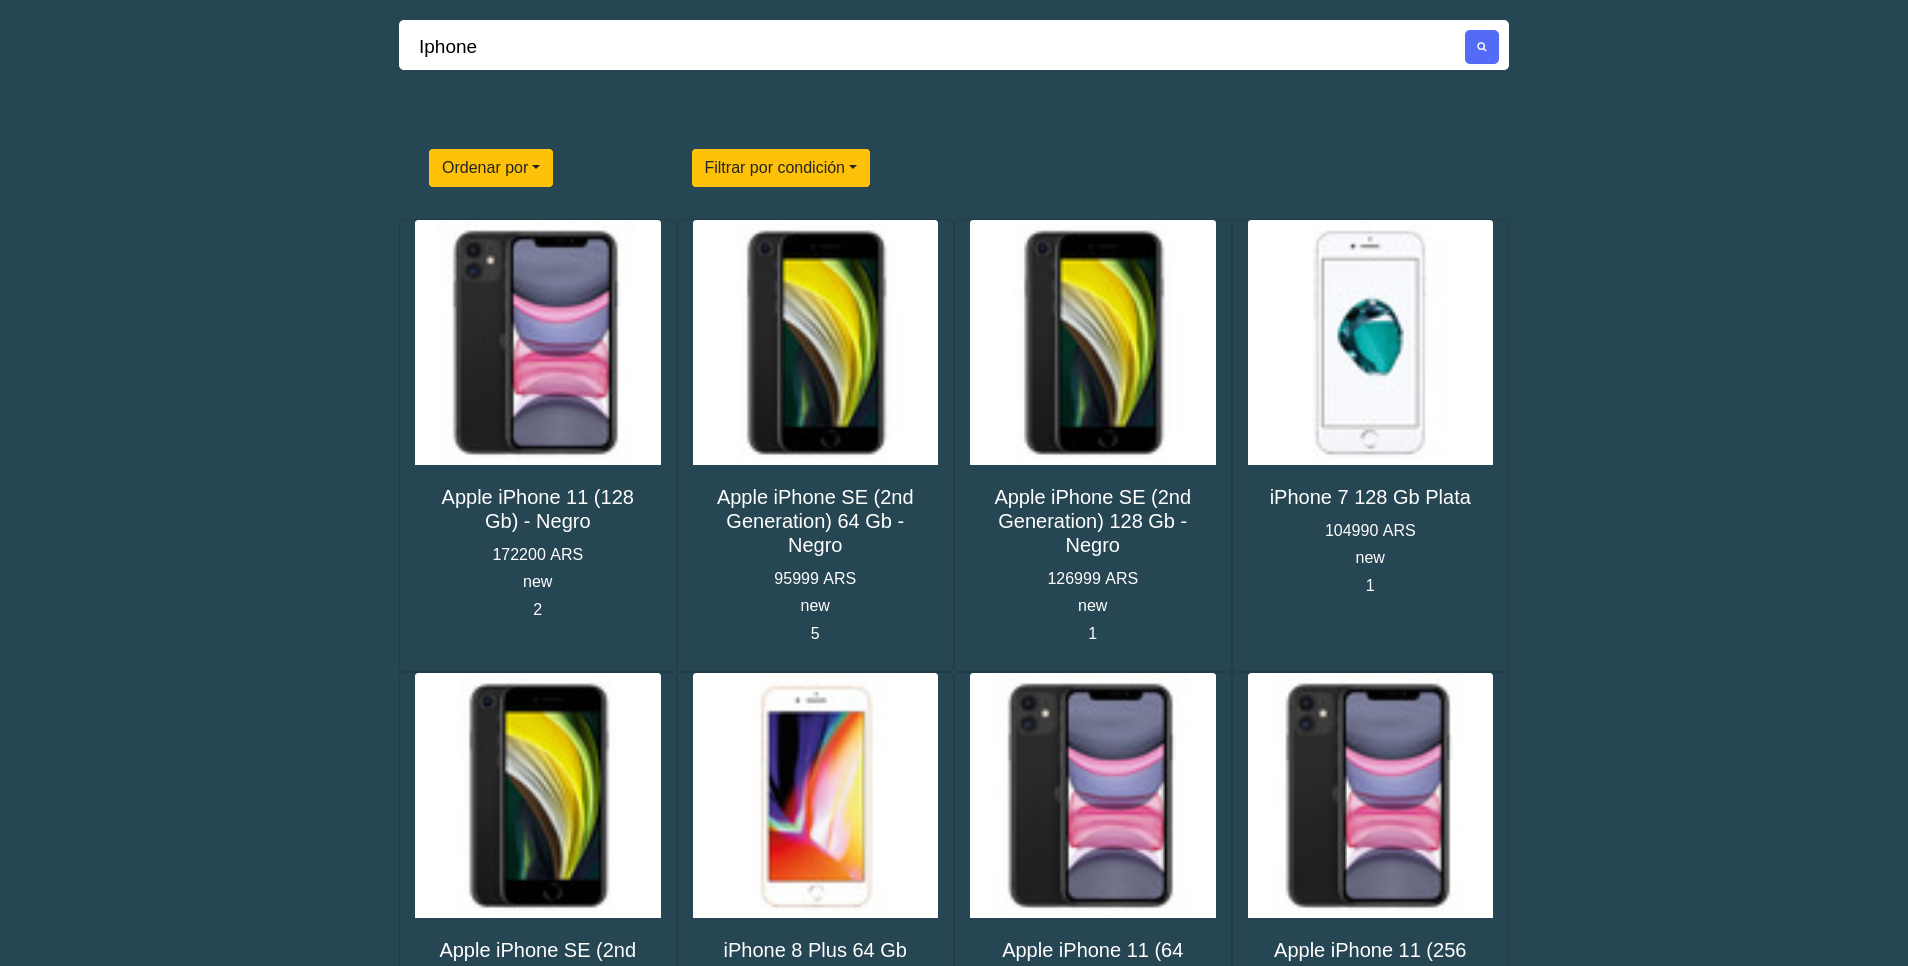 Iphone
Ordenar por
Filtrar por condición
Apple iPhone 11 (128
Gb) - Negro
172200 ARS
new
2
Apple iPhone SE (2nd
Generation) 64 Gb -
Negro
95999 ARS
new
5
Apple iPhone SE (2nd
Generation) 128 Gb -
Negro
126999 ARS
new
1
iPhone 7 128 Gb Plata
104990 ARS
new
1
Apple iPhone SE (2nd
iPhone 8 Plus 64 Gb
Apple iPhone 11 (64
Apple iPhone 11 (256